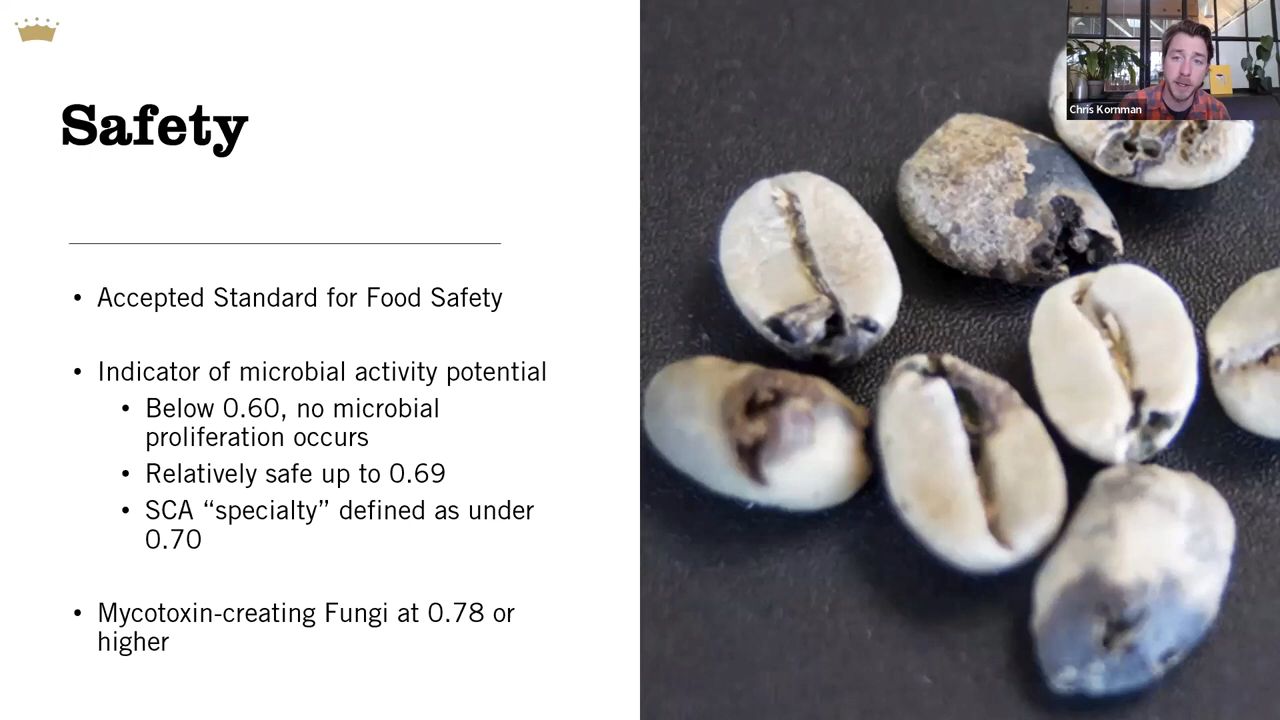 Safety
Accepted Standard for Food Safety
Indicator of microbial activity potential
Below 0.60, no microbial
proliferation occurs
Relatively safe up to 0.69
SCA “specialty” defined as under
0.70
Mycotoxin-creating Fungi at 0.78 or
higher
Chris Kornman